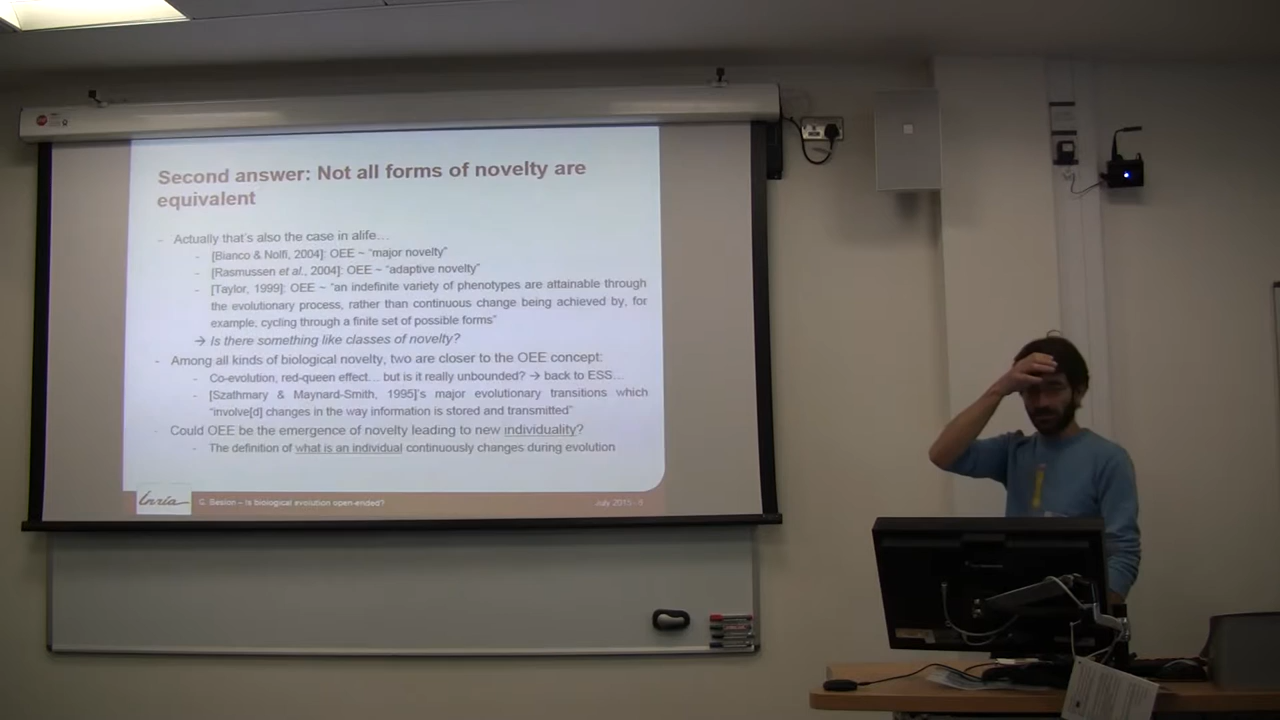 Second answer: Not all forms of novelty are
equivalent
- Actually that's also the case in alife…
- [Bianco & Nolfi, 2004]: OEE ~ "major novelty"
- [Rasmussen et al., 2004]: OEE ~ "adaptive novelty"
- [Taylor, 1999]: OEE ~ "an indefinite variety of phenotypes are attainable through
the evolutionary process, rather than continuous change being achieved by, for
example, cycling through a finite set of possible forms"
→ Is there something like classes of novelty?
- Among all kinds of biological novelty, two are closer to the OEE concept:
- Co-evolution, red-queen effect… but is it really unbounded? → back to ESS…
- [Szathmary & Maynard-Smith, 1995]'s major evolutionary transitions which
"involve[d] changes in the way information is stored and transmitted"
- Could OEE be the emergence of novelty leading to new individuality?
- The definition of what is an individual continuously changes during evolution
Inria
G. Beslon – Is biological evolution open-ended?
July 2015 - 9